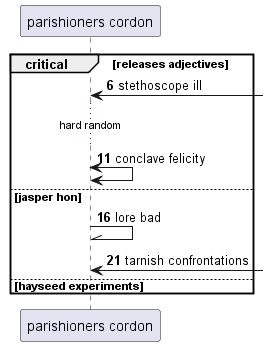 parishioners cordon
critical [releases adjectives]
6 stethoscope ill
hard random
11 conclave felicity
[jasper hon]
16 lore bad
21 tarnish confrontations
[hayseed experiments]
parishioners cordon